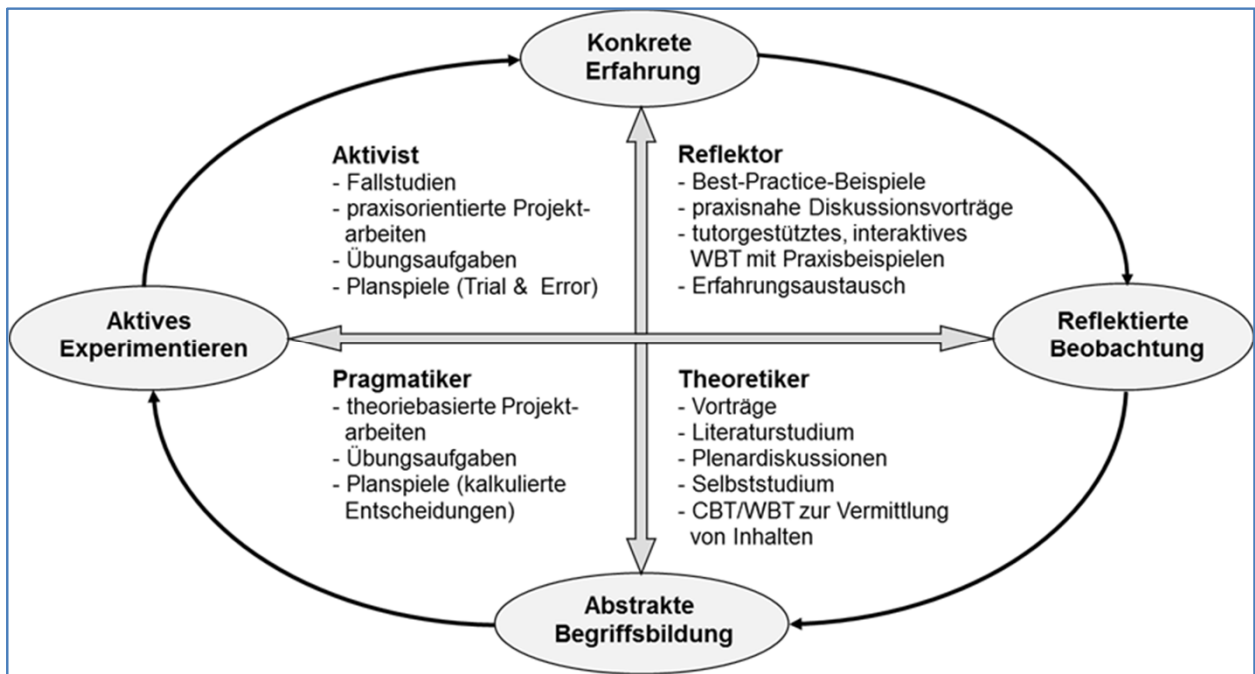 Konkrete
Erfahrung
Aktivist
- Fallstudien
- praxisorientierte Projekt-
arbeiten
- Übungsaufgaben
- Planspiele (Trial & Error)
Reflektor
- Best-Practice-Beispiele
- praxisnahe Diskussionsvorträge
- tutorgestütztes, interaktives
WBT mit Praxisbeispielen
- Erfahrungsaustausch
Aktives
Experimentieren
Reflektierte
Beobachtung
Pragmatiker
- theoriebasierte Projekt-
arbeiten
- Übungsaufgaben
- Planspiele (kalkulierte
Entscheidungen)
Theoretiker
- Vorträge
- Literaturstudium
- Plenardiskussionen
- Selbststudium
- CBT/WBT zur Vermittlung
von Inhalten
Abstrakte
Begriffsbildung